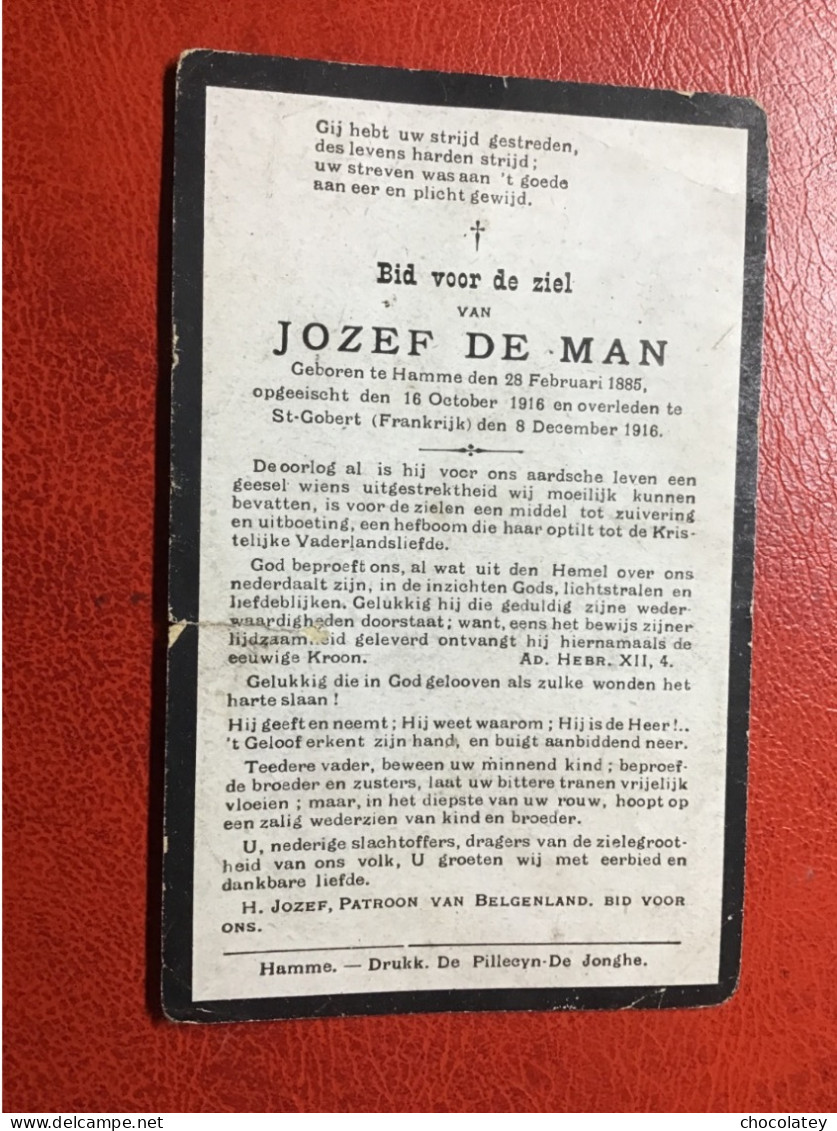 Gij hebt uw strijd gestreden,
des levens harden strijd;
uw streven was aan 't goede
aan eer en plicht gewijd.
Bid voor de ziel
VAN
JOZEF DE MAN
Geboren te Hamme den 28 Februari 1885,
opgeeischt den 16 October 1916 en overleden te
St-Gobert (Frankrijk) den 8 December 1916.
De oorlog al is hij voor ons aardsche leven een
geesel wiens uitgestrektheid wij moeilijk kunnen
bevatten, is voor de zielen een middel tot zuivering
en uitboeting, een hefboom die haar optilt tot de Kris-
telijke Vaderlandsliefde.
God beproeft ons, al wat uit den Hemel over ons
nederdaalt zijn, in de inzichten Gods, lichtstralen en
liefdeblijken. Gelukkig hij die geduldig zijne weder-
waardigheden doorstaat; want, eens het bewijs zijner
lijdzaamheid geleverd ontvangt hij hiernamaals de
eeuwige Kroon. AD. HEBR. XII, 4.
Gelukkig die in God gelooven als zulke wonden het
harte slaan !
Hij geeft en neemt; Hij weet waarom; Hij is de Heer!..
't Geloof erkent zijn hand, en buigt aanbiddend neer.
Teedere vader, beween uw minnend kind; beproef-
de broeder en zusters, laat uw bittere tranen vrijelijk
vloeien; maar, in het diepste van uw rouw, hoopt op
een zalig wederzien van kind en broeder.
U, nederige slachtoffers, dragers van de zielegroot-
heid van ons volk, U groeten wij met eerbied en
dankbare liefde.
H. JOZEF, PATROON VAN BELGENLAND. BID VOOR
ONS.
Hamme. — Drukk. De Pillecyn-De Jonghe.
chocolatey